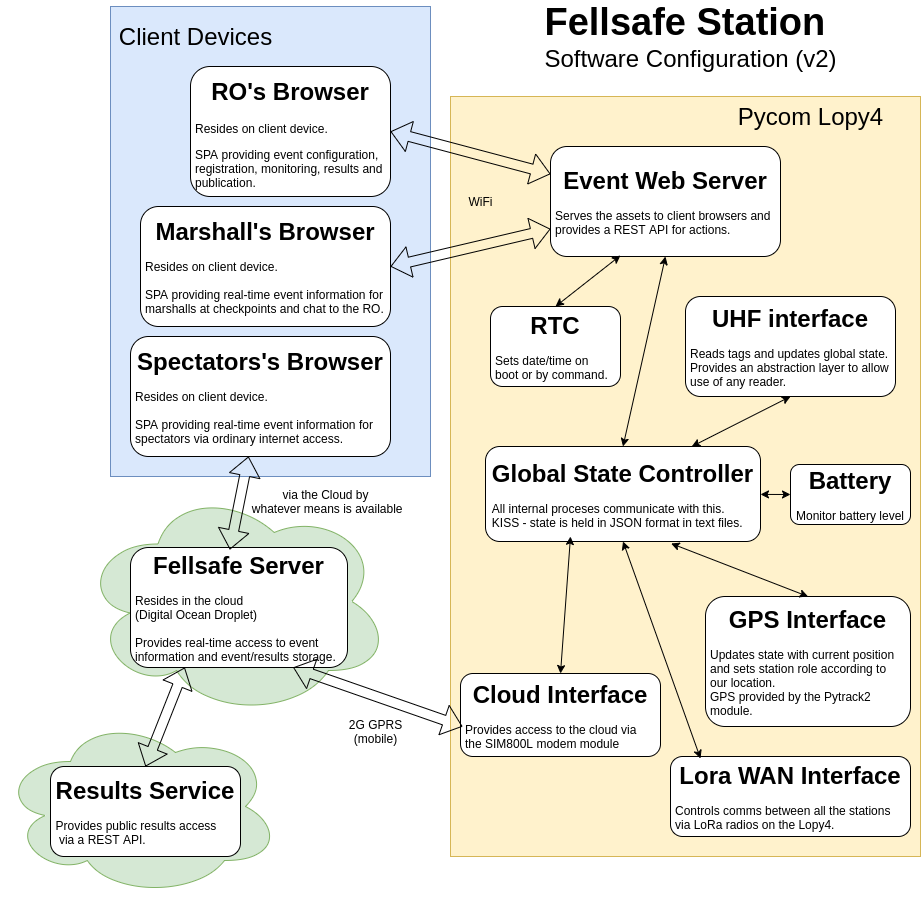 Fellsafe Station
Software Configuration (v2)
Client Devices
RO's Browser
Resides on client device.
SPA providing event configuration,
registration, monitoring, results and
publication.
Marshall's Browser
Resides on client device.
SPA providing real-time event information for
marshalls at checkpoints and chat to the RO.
Spectators's Browser
Resides on client device.
SPA providing real-time event information for
spectators via ordinary internet access.
WiFi
via the Cloud by
whatever means is available
Fellsafe Server
Resides in the cloud
(Digital Ocean Droplet)
Provides real-time access to event
information and event/results storage.
2G GPRS
(mobile)
Results Service
Provides public results access
via a REST API.
Pycom Lopy4
Event Web Server
Serves the assets to client browsers and
provides a REST API for actions.
RTC
Sets date/time on
boot or by command.
UHF interface
Reads tags and updates global state.
Provides an abstraction layer to allow
use of any reader.
Global State Controller
All internal proceses communicate with this.
KISS - state is held in JSON format in text files.
Battery
Monitor battery level
GPS Interface
Updates state with current position
and sets station role according to
our location.
GPS provided by the Pytrack2
module.
Cloud Interface
Provides access to the cloud via
the SIM800L modem module
Lora WAN Interface
Controls comms between all the stations
via LoRa radios on the Lopy4.